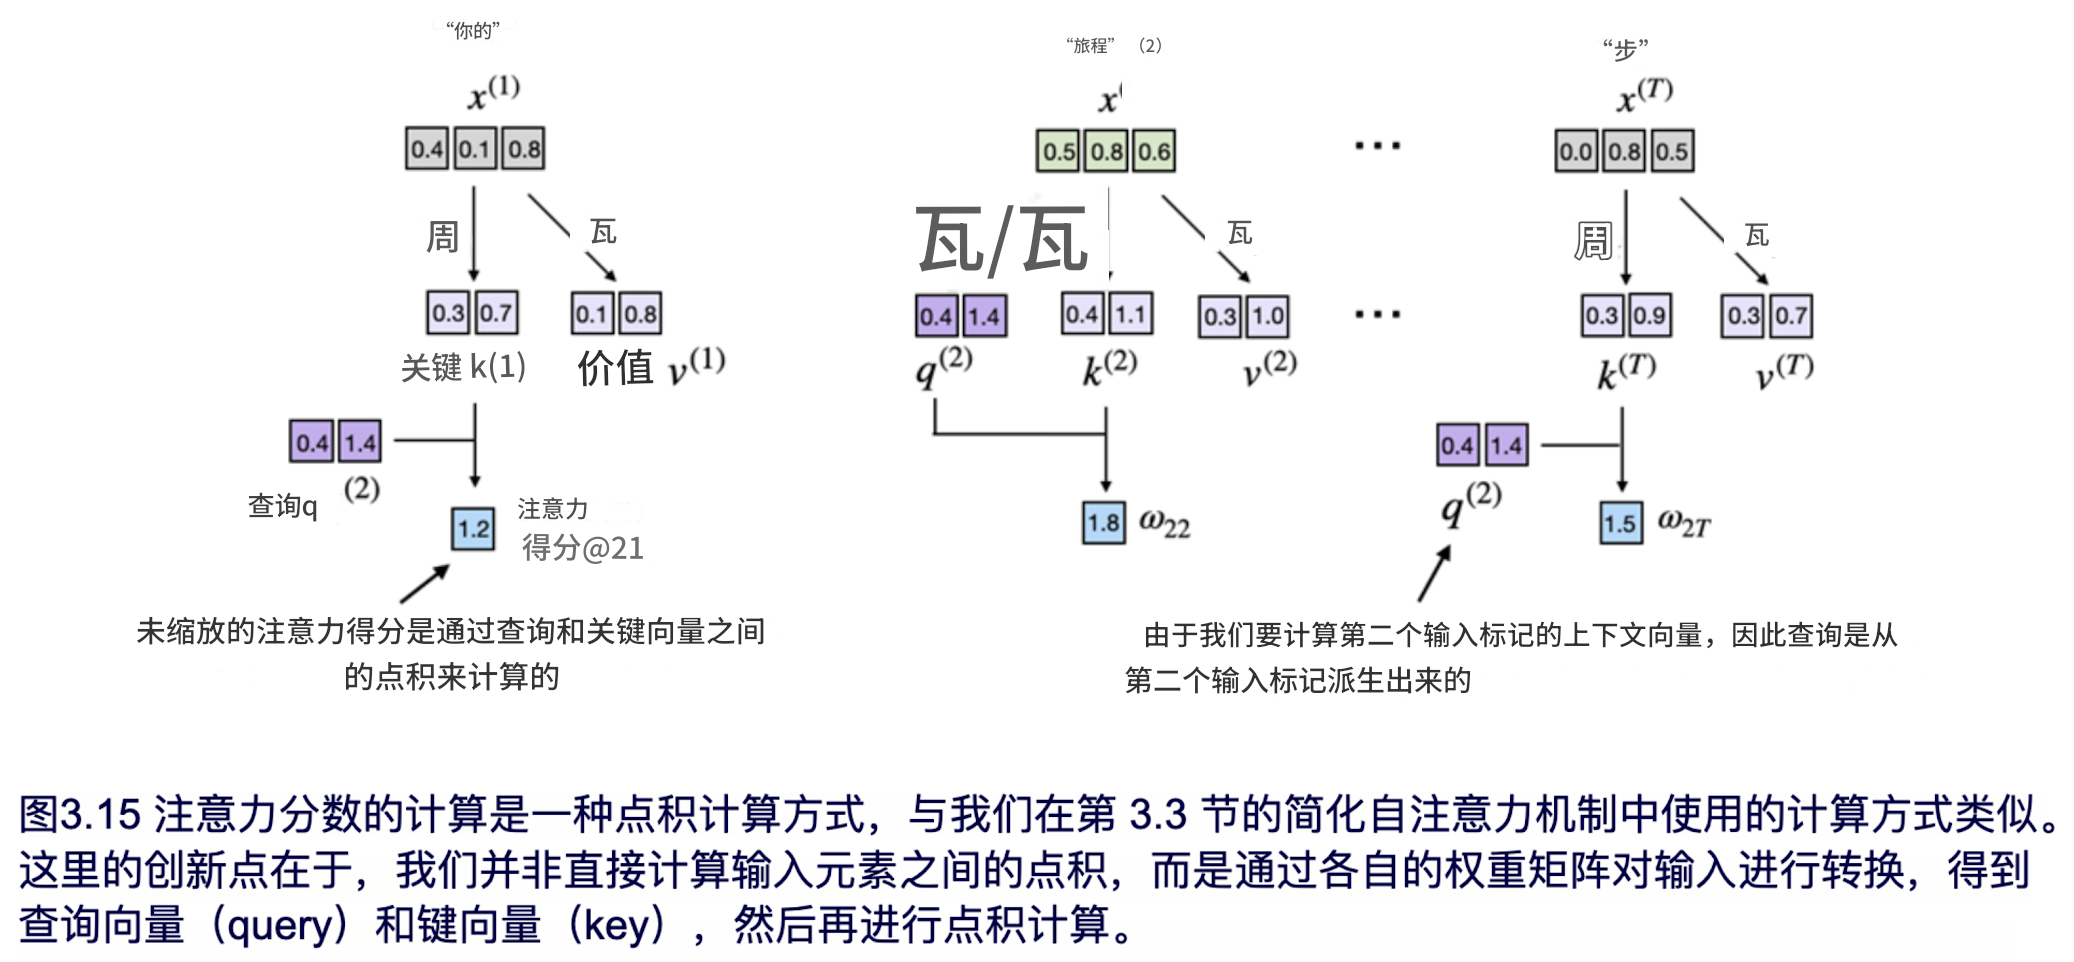 “你的”
“旅程” （2）
“步”
x(1)
x(
x(T)
0.4 0.1 0.8
0.5 0.8 0.6
...
0.0 0.8 0.5
周
瓦
瓦/瓦
瓦
周
瓦
0.3 0.7
0.1 0.8
0.4 1.4
0.4 1.1
0.3 1.0
...
0.3 0.9
0.3 0.7
关键 k(1)
价值 v(1)
q(2)
k(2)
v(2)
k(T)
v(T)
0.4 1.4
0.4 1.4
查询q (2)
q(2)
1.2
注意力
得分@21
1.8 ω22
1.5 ω2T
未缩放的注意力得分是通过查询和关键向量之间
的点积来计算的
由于我们要计算第二个输入标记的上下文向量，因此查询是从
第二个输入标记派生出来的
图3.15 注意力分数的计算是一种点积计算方式，与我们在第 3.3 节的简化自注意力机制中使用的计算方式类似。
这里的创新点在于，我们并非直接计算输入元素之间的点积，而是通过各自的权重矩阵对输入进行转换，得到
查询向量（query）和键向量（key），然后再进行点积计算。